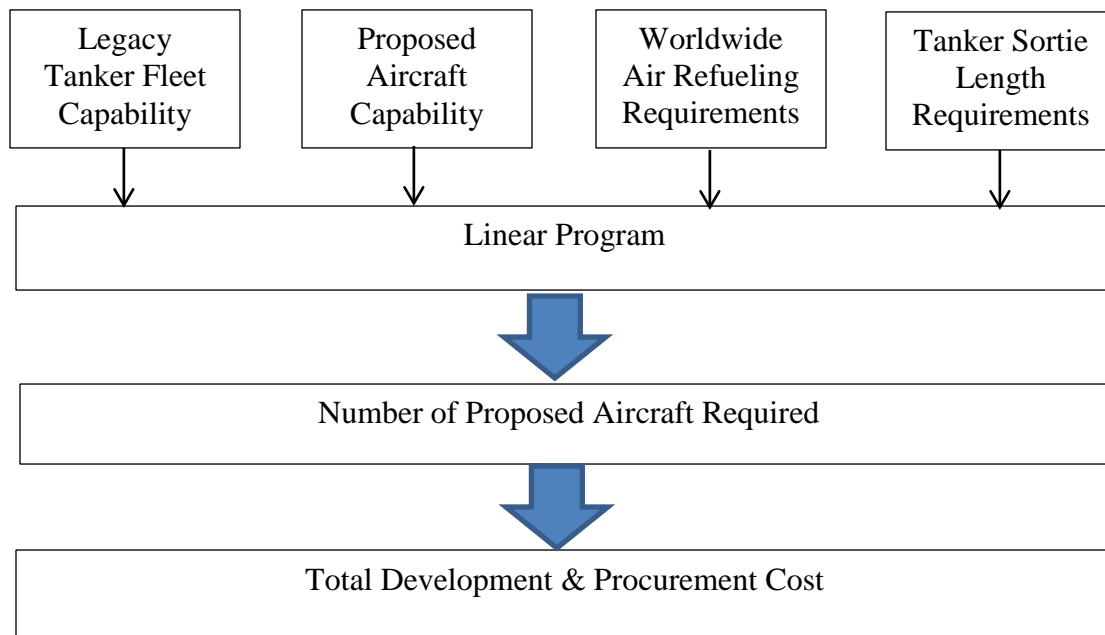 Legacy
Tanker Fleet
Capability
Proposed
Aircraft
Capability
Worldwide
Air Refueling
Requirements
Tanker Sortie
Length
Requirements
Linear Program
Number of Proposed Aircraft Required
Total Development & Procurement Cost